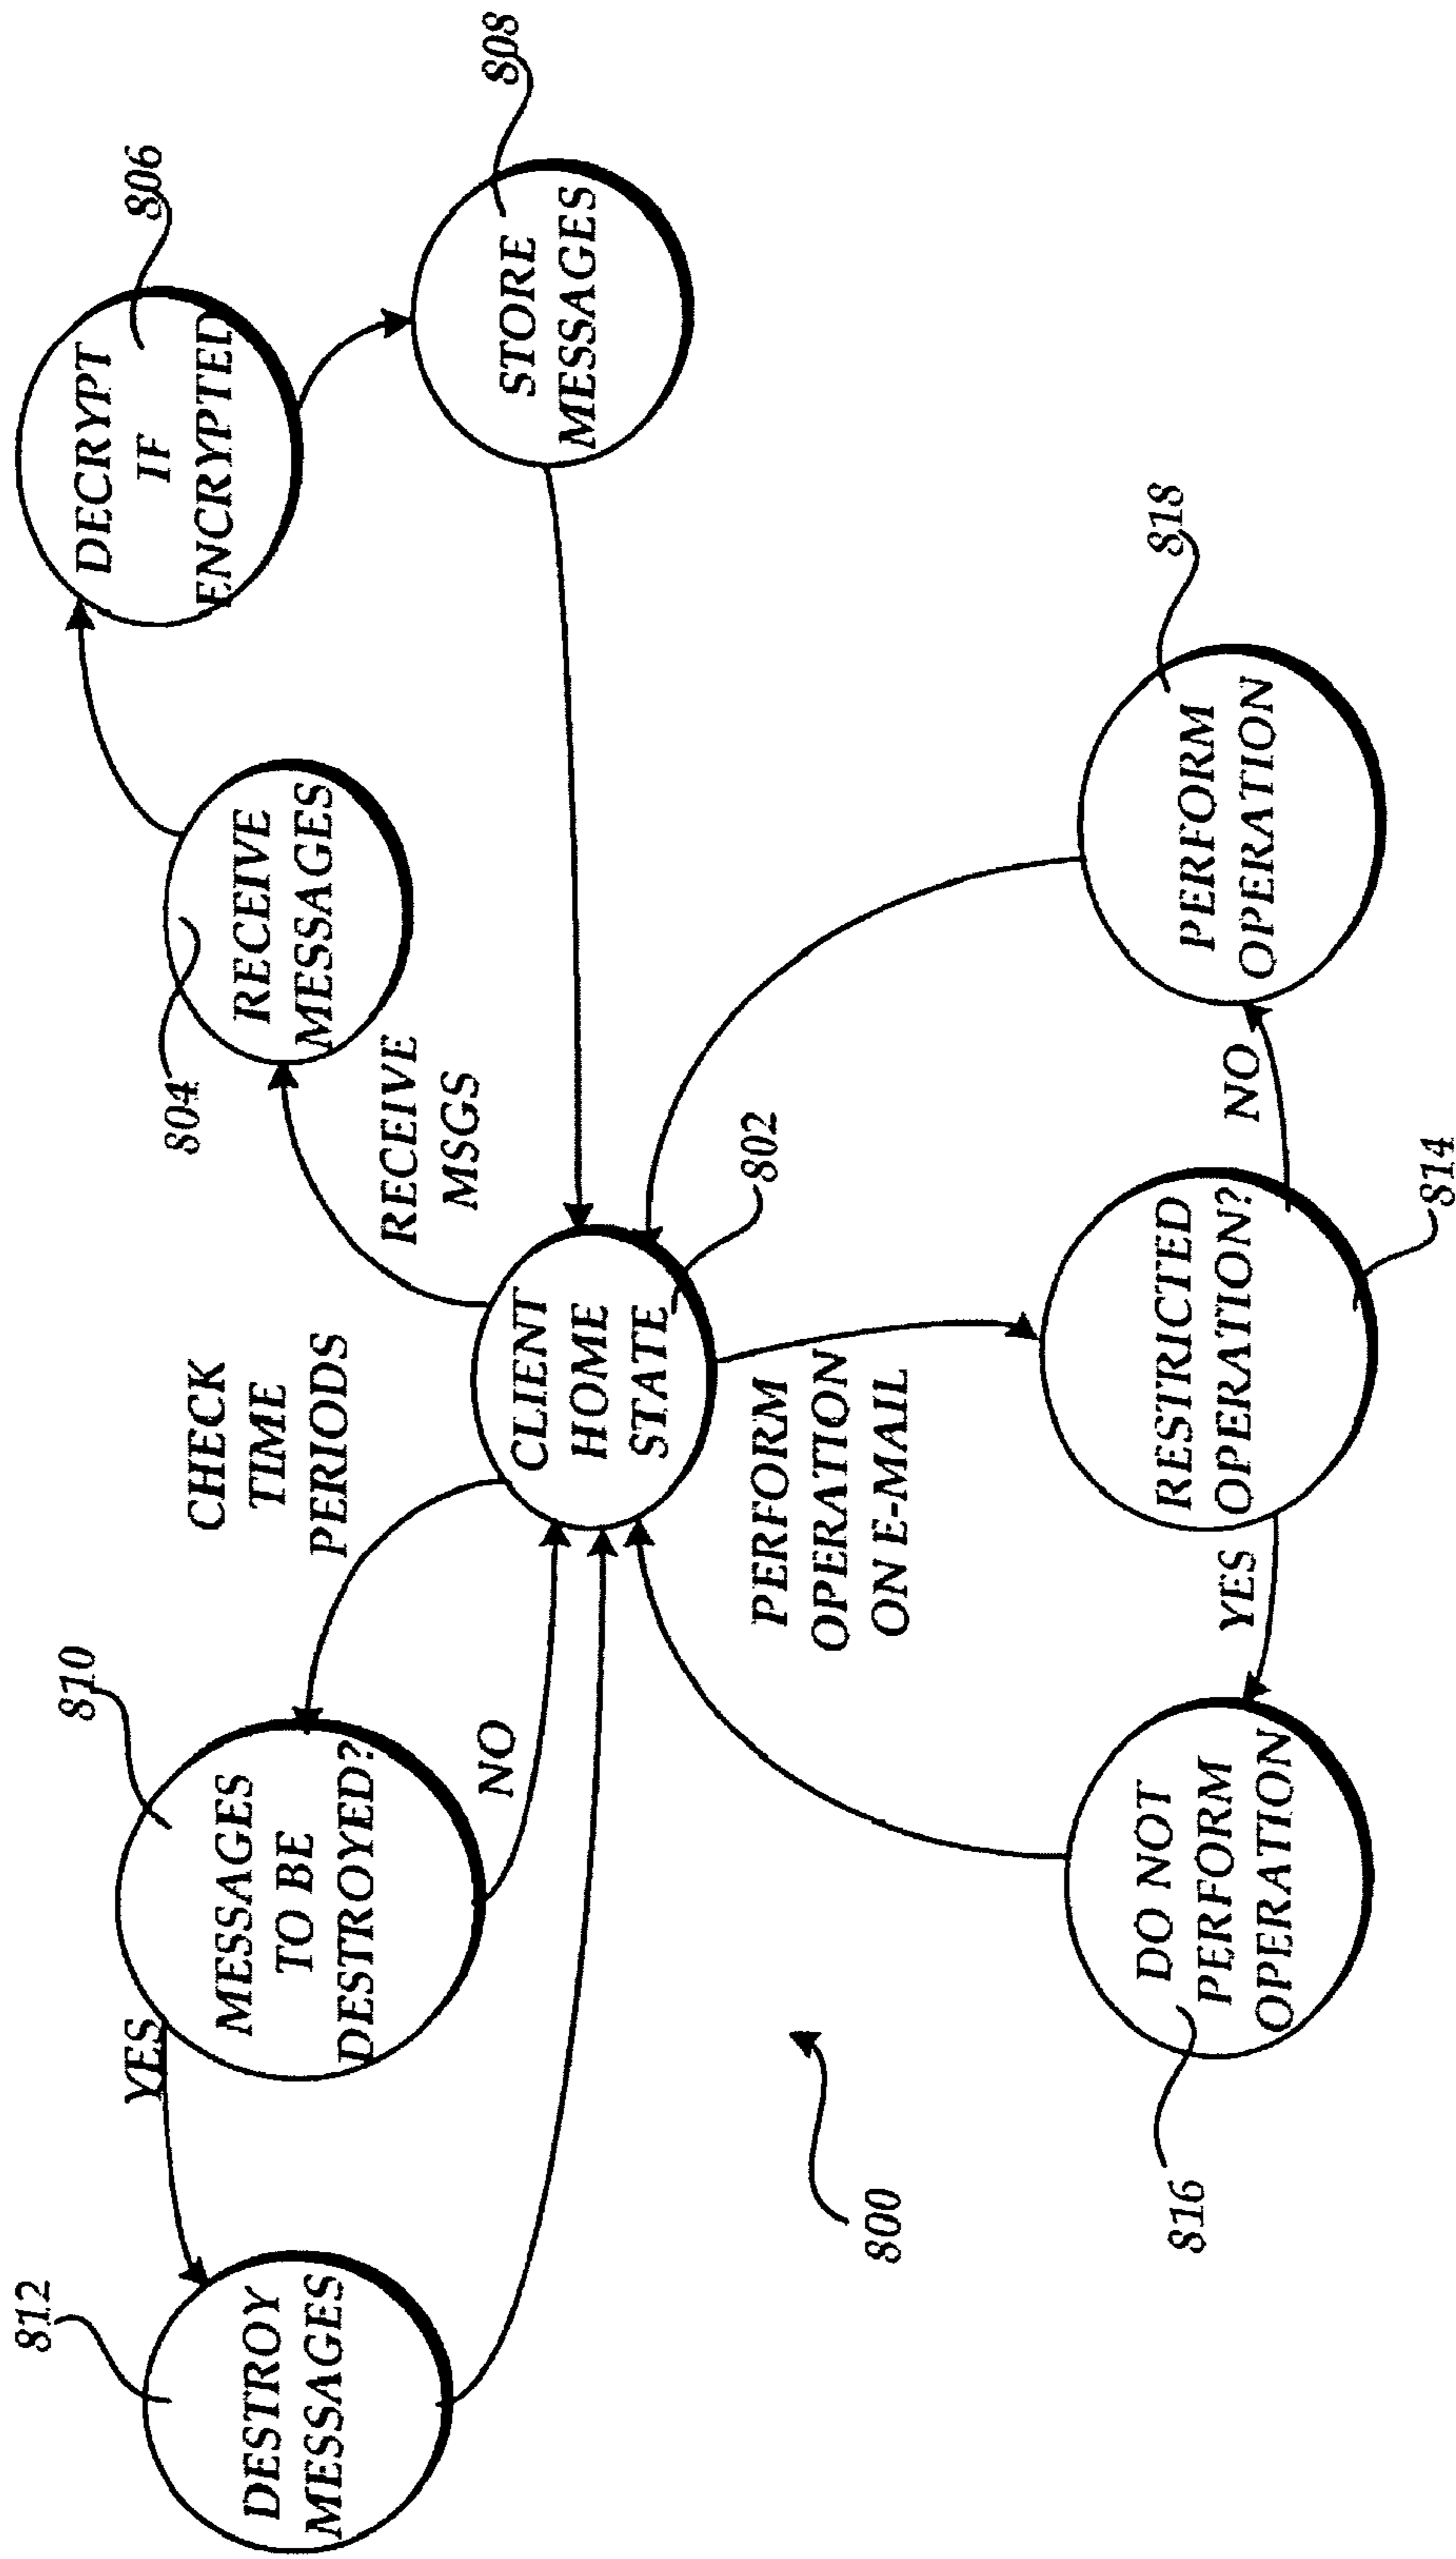 812
DESTROY
MESSAGES
YES
810
MESSAGES
TO BE
DESTROYED?
NO
CHECK
TIME
PERIODS
CLIENT
HOME
STATE
802
RECEIVE
MSGS
804
RECEIVE
MESSAGES
806
DECRYPT
IF
ENCRYPTED
808
STORE
MESSAGES
800
PERFORM
OPERATION
ON E-MAIL
816
DO NOT
PERFORM
OPERATION
YES
RESTRICTED
OPERATION?
814
NO
PERFORM
OPERATION
818